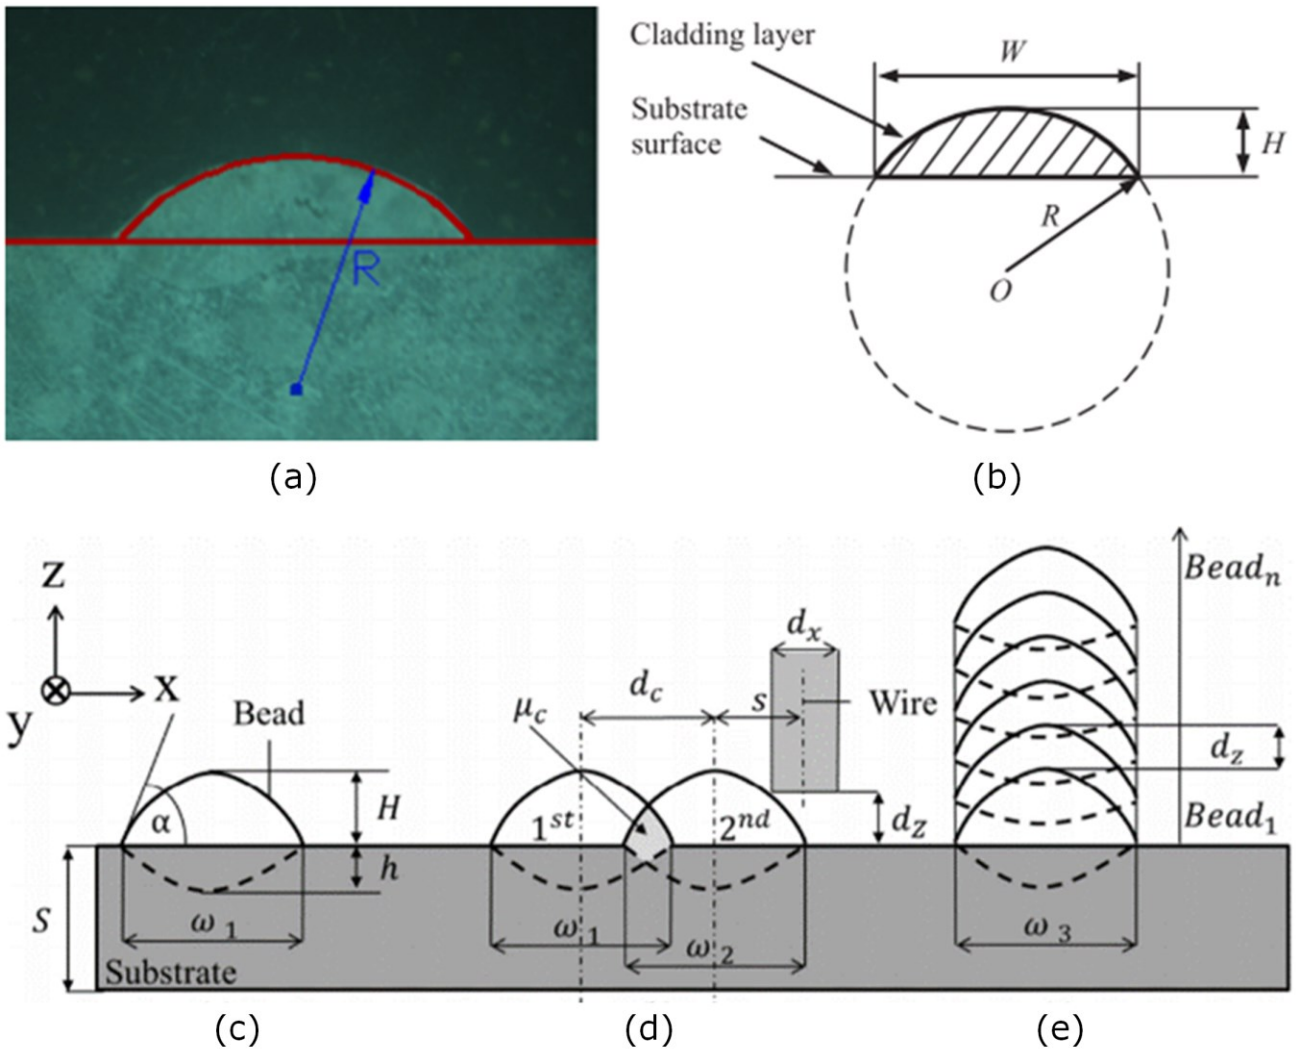 Cladding layer
W
Substrate
surface
H
R
R
O
(a)
(b)
z
x
y
Bead
α
H
h
S
ω 1
Substrate
μc
dc
s
dx
Wire
1st
2nd
dz
ω 1
ω 2
Beadn
dz
Bead1
ω 3
(c)
(d)
(e)